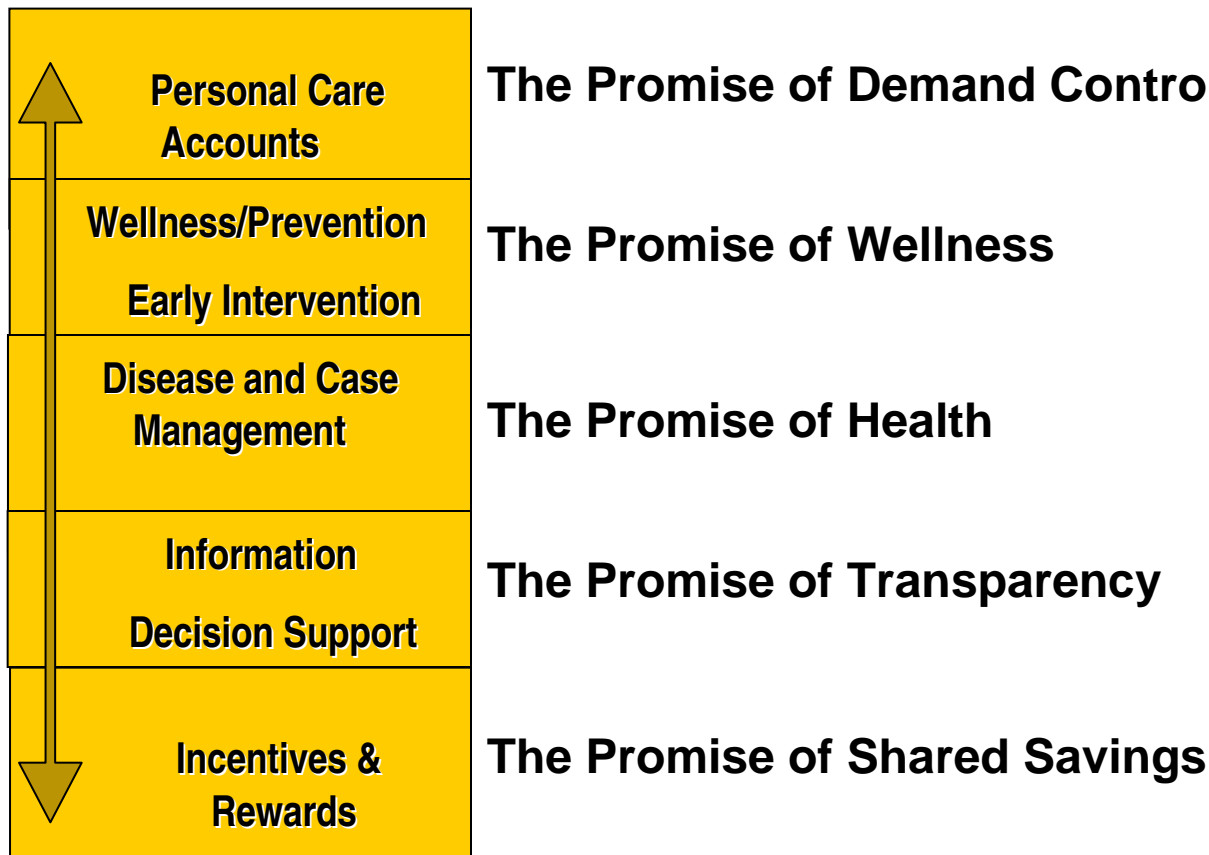 Personal Care
Accounts
The Promise of Demand Contro
Wellness/Prevention
Early Intervention
The Promise of Wellness
Disease and Case
Management
The Promise of Health
Information
Decision Support
The Promise of Transparency
Incentives &
Rewards
The Promise of Shared Savings